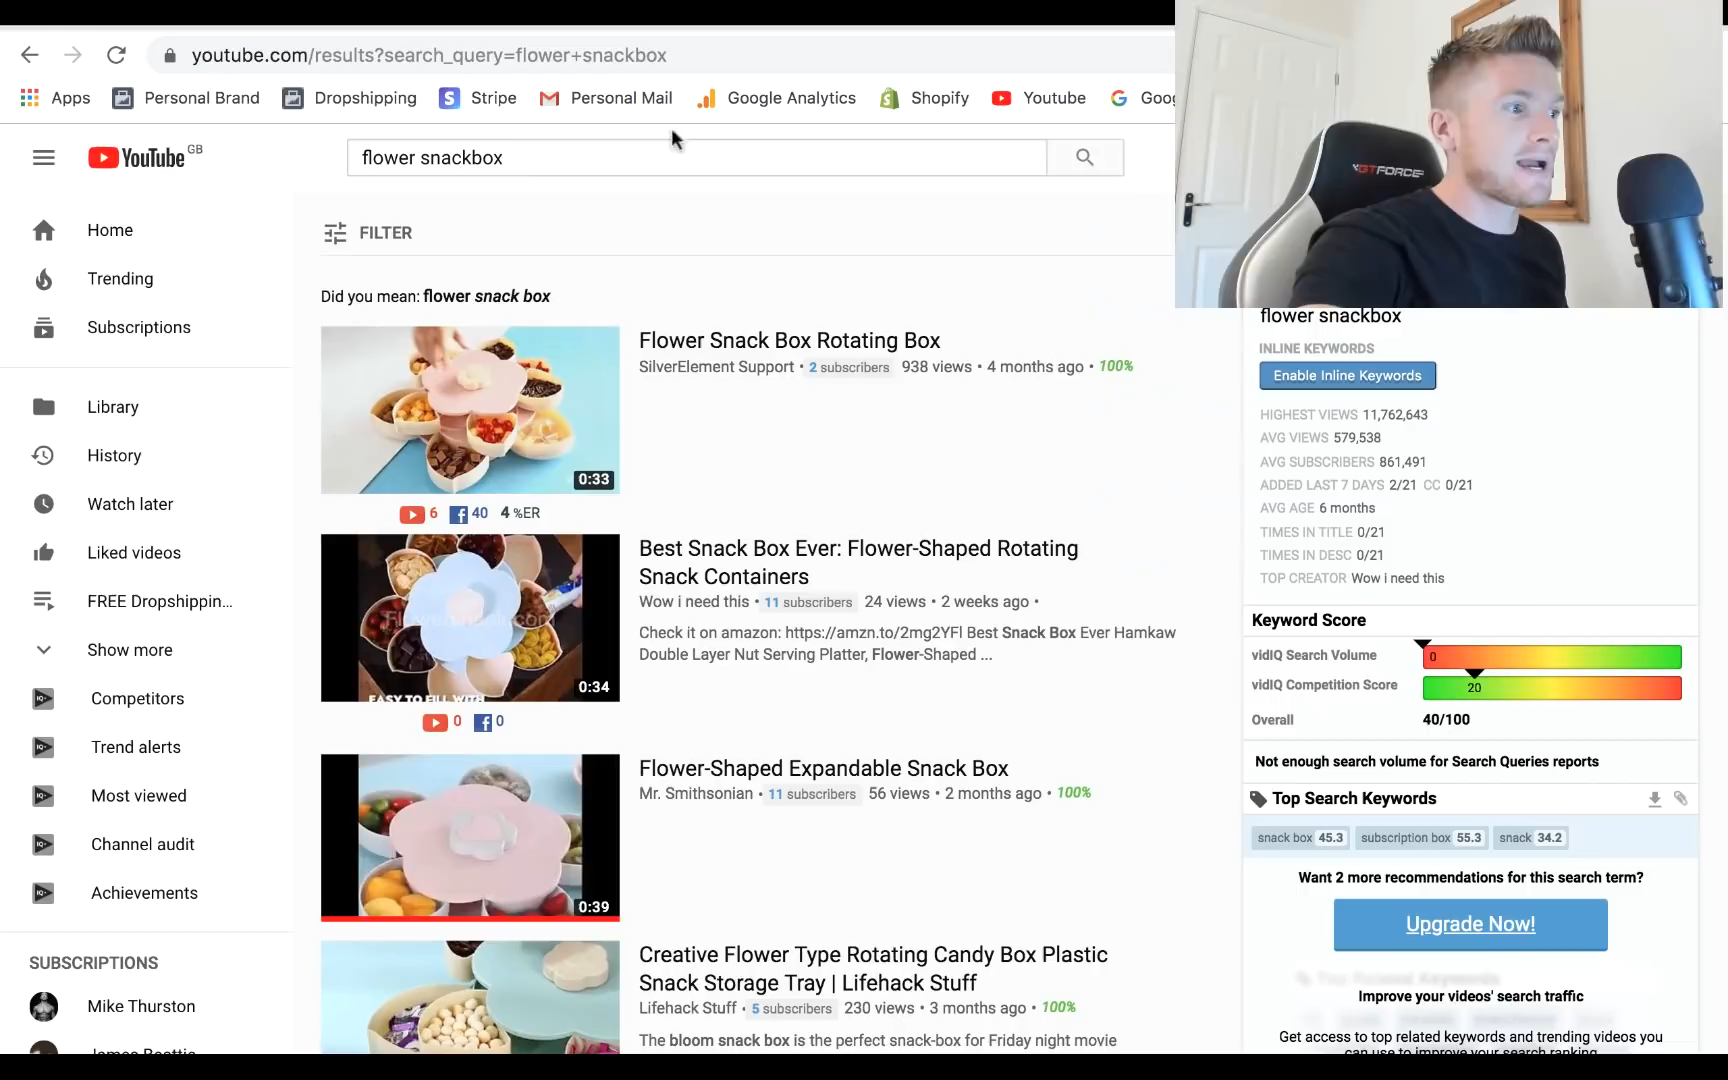 youtube.com/results?search_query=flower+snackbox
Apps Personal Brand Dropshipping Stripe Personal Mail Google Analytics Shopify Youtube Goog
GTFORCE
YouTube GB
flower snackbox
Home
Trending
Subscriptions
Library
History
Watch later
Liked videos
FREE Dropshippin...
Show more
Competitors
Trend alerts
Most viewed
Channel audit
Achievements
SUBSCRIPTIONS
Mike Thurston
FILTER
Did you mean: flower snack box
0:33
Flower Snack Box Rotating Box
SilverElement Support • 2 subscribers 938 views • 4 months ago • 100%
6 40 4 %ER
EASY TO FILL WITH
0:34
Best Snack Box Ever: Flower-Shaped Rotating
Snack Containers
Wow i need this • 11 subscribers 24 views • 2 weeks ago •
Check it on amazon: https://amzn.to/2mg2YFl Best Snack Box Ever Hamkaw
Double Layer Nut Serving Platter, Flower-Shaped ...
0 0
0:39
Flower-Shaped Expandable Snack Box
Mr. Smithsonian • 11 subscribers 56 views • 2 months ago • 100%
Creative Flower Type Rotating Candy Box Plastic
Snack Storage Tray | Lifehack Stuff
Lifehack Stuff • 5 subscribers 230 views • 3 months ago • 100%
The bloom snack box is the perfect snack-box for Friday night movie
flower snackbox
INLINE KEYWORDS
Enable Inline Keywords
HIGHEST VIEWS 11,762,643
AVG VIEWS 579,538
AVG SUBSCRIBERS 861,491
ADDED LAST 7 DAYS 2/21 CC 0/21
AVG AGE 6 months
TIMES IN TITLE 0/21
TIMES IN DESC 0/21
TOP CREATOR Wow i need this
Keyword Score
vidIQ Search Volume 0
vidIQ Competition Score 20
Overall 40/100
Not enough search volume for Search Queries reports
Top Search Keywords
snack box 45.3 subscription box 55.3 snack 34.2
Want 2 more recommendations for this search term?
Upgrade Now!
Improve your videos' search traffic
Get access to top related keywords and trending videos you
can use to improve your search ranking